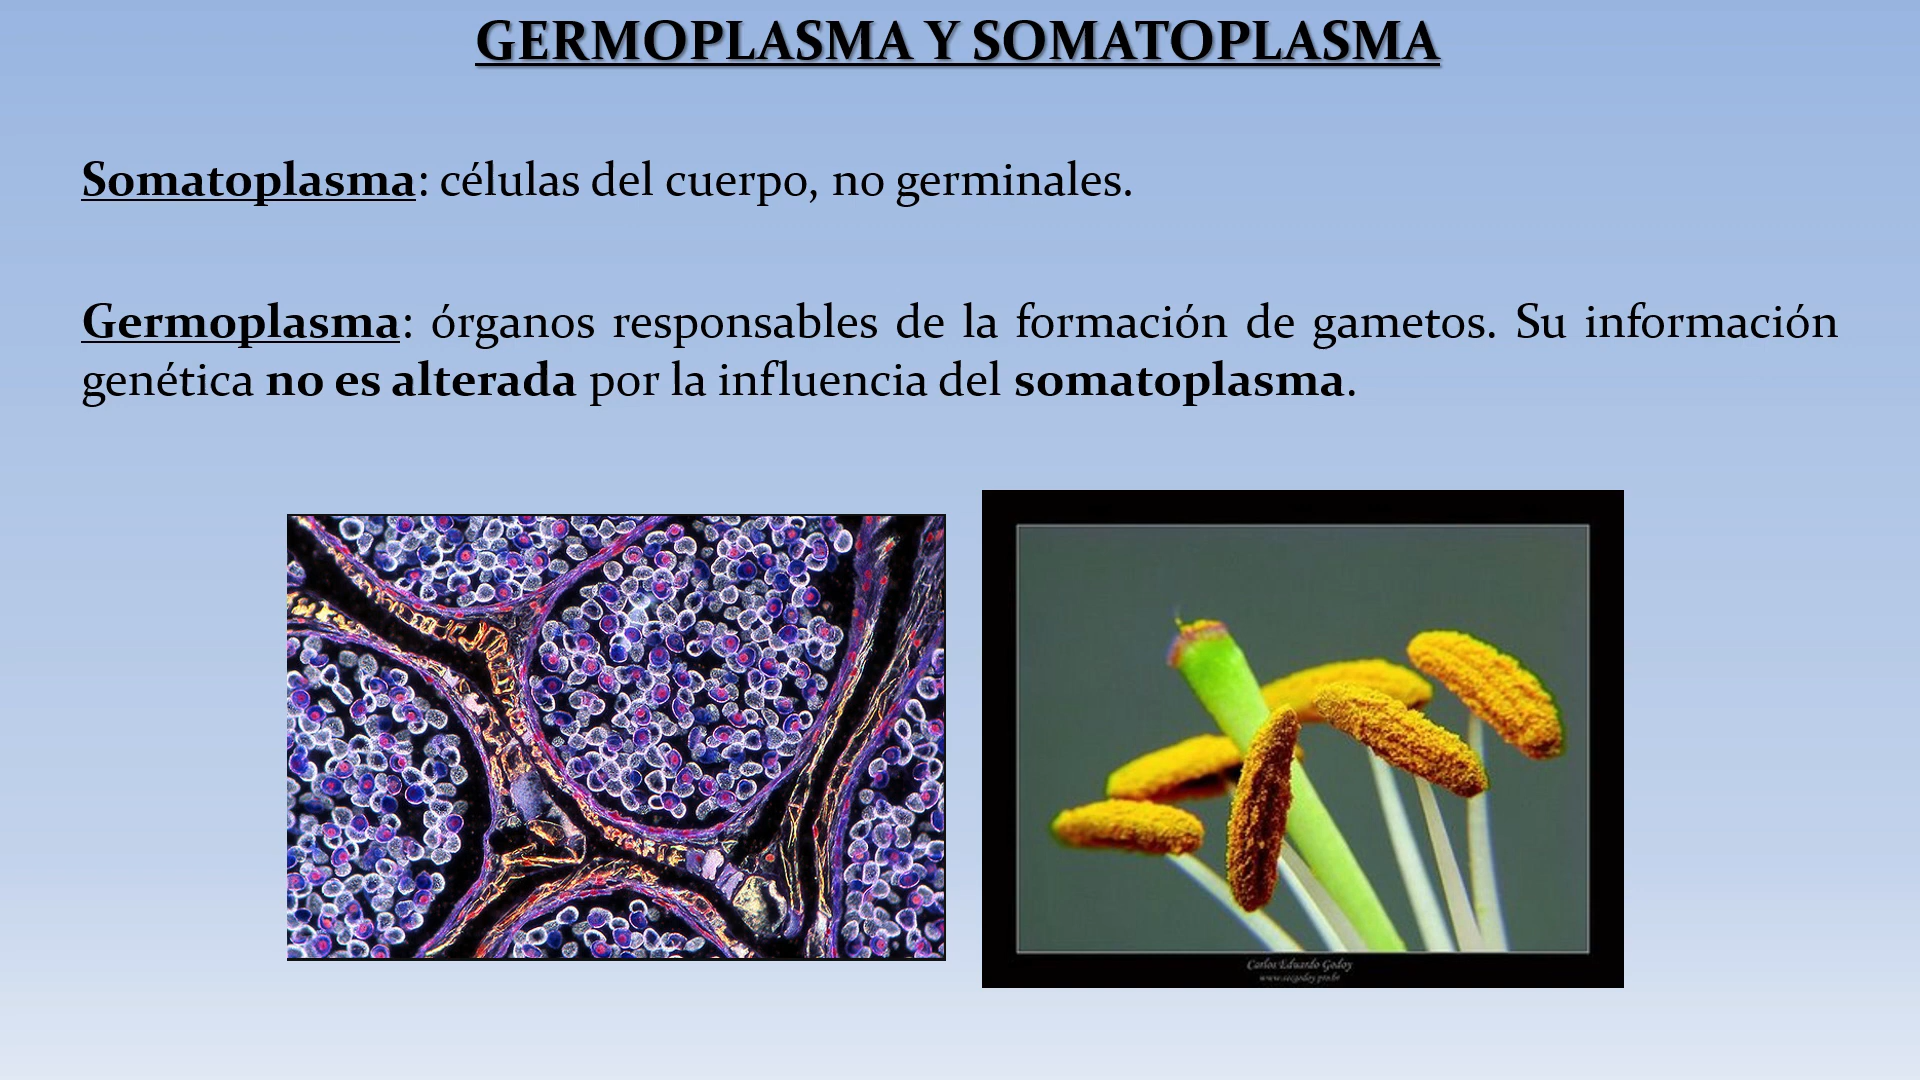 GERMOPLASMA Y SOMATOPLASMA
Somatoplasma: células del cuerpo, no germinales.
Germoplasma: órganos responsables de la formación de gametos. Su información
genética no es alterada por la influencia del somatoplasma.
Carlos Eduardo Godoy